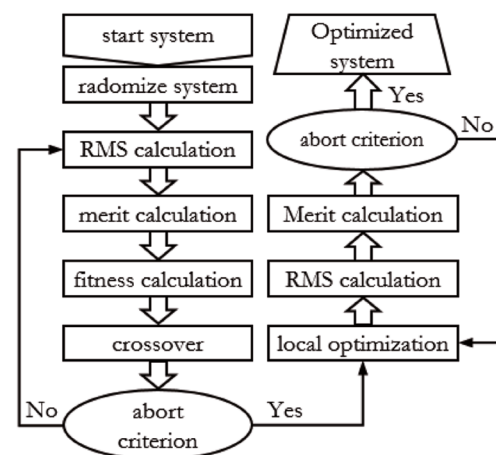 start system
radomize system
RMS calculation
merit calculation
fitness calculation
crossover
abort
criterion
No
Yes
local optimization
RMS calculation
Merit calculation
abort criterion
No
Yes
Optimized
system